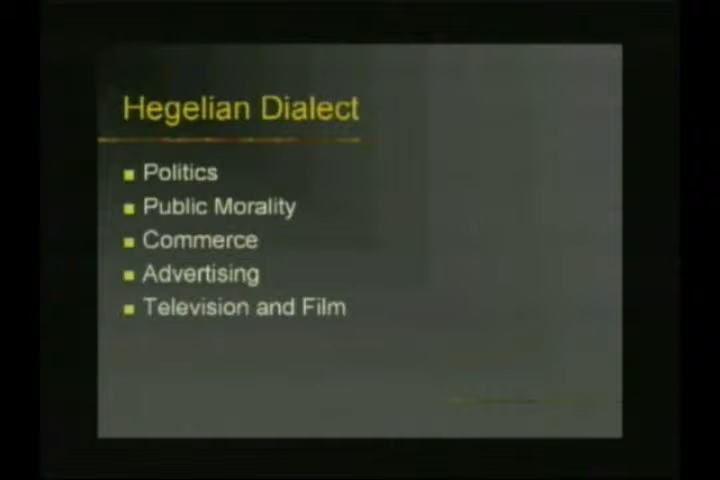 Hegelian Dialect
Politics
Public Morality
Commerce
Advertising
Television and Film